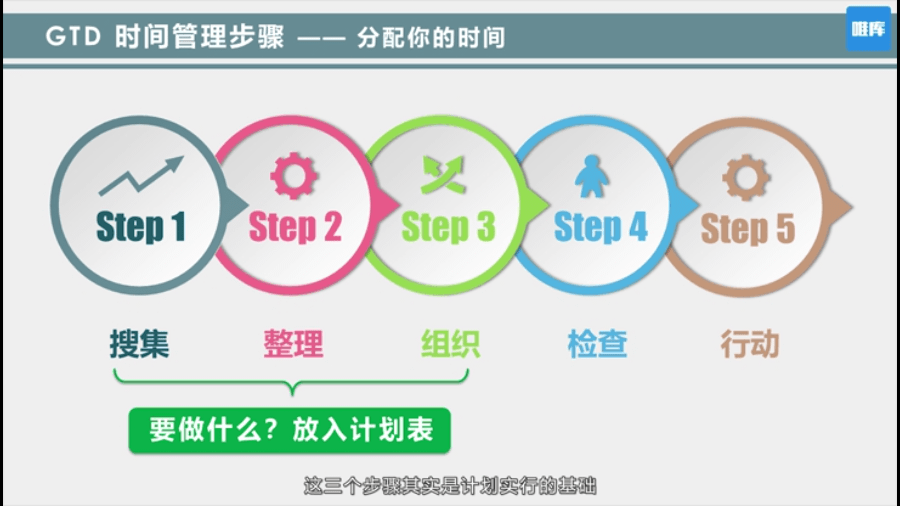 GTD 时间管理步骤 —— 分配你的时间
唯库
Step 1
Step 2
Step 3
Step 4
Step 5
搜集
整理
组织
检查
行动
要做什么？放入计划表
这三个步骤其实是计划实行的基础